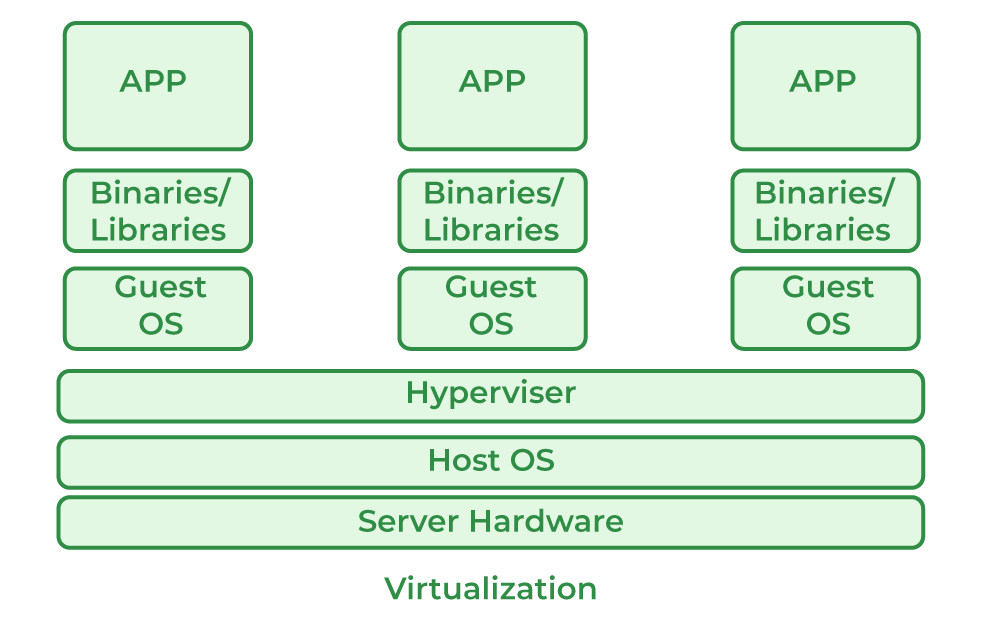 APP
APP
APP
Binaries/
Libraries
Binaries/
Libraries
Binaries/
Libraries
Guest
OS
Guest
OS
Guest
OS
Hyperviser
Host OS
Server Hardware
Virtualization